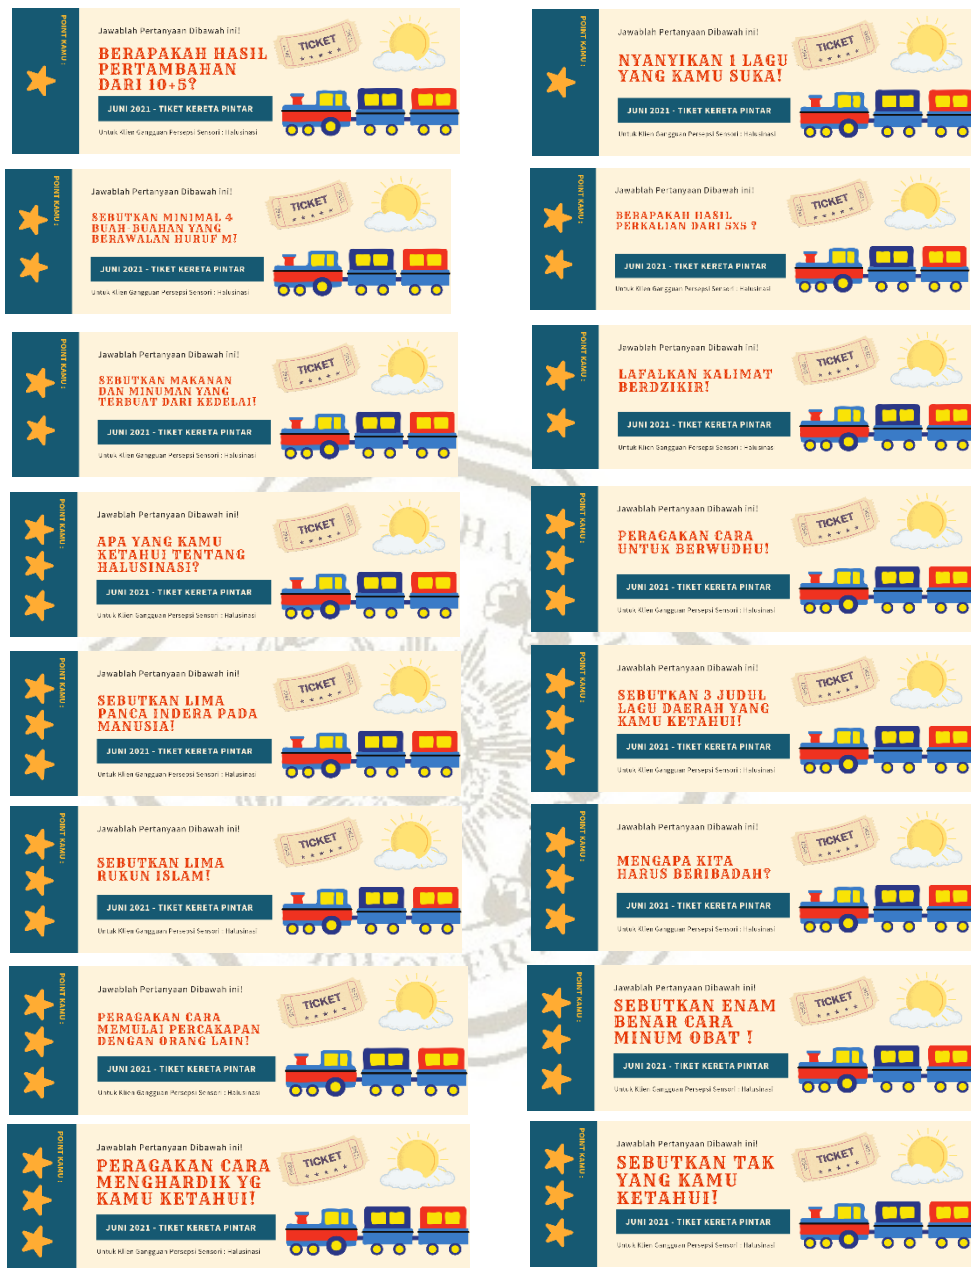 POINT KAMU :
Jawablah Pertanyaan Dibawah ini!
BERAPAKAH HASIL
PERTAMBAHAN
DARI 10+5?
JUNI 2021 - TIKET KERETA PINTAR
Untuk Klien Gangguan Persepsi Sensori : Halusinasi
TICKET
POINT KAMU :
Jawablah Pertanyaan Dibawah ini!
NYANYIKAN 1 LAGU
YANG KAMU SUKA!
JUNI 2021 - TIKET KERETA PINTAR
Untuk Klien Gangguan Persepsi Sensori : Halusinasi
TICKET
POINT KAMU :
Jawablah Pertanyaan Dibawah ini!
SEBUTKAN MINIMAL 4
BUAH-BUAHAN YANG
BERAWALAN HURUF M!
JUNI 2021 - TIKET KERETA PINTAR
Untuk Klien Gangguan Persepsi Sensori : Halusinasi
TICKET
POINT KAMU :
Jawablah Pertanyaan Dibawah ini!
BERAPAKAH HASIL
PERKALIAN DARI 5X5 ?
JUNI 2021 - TIKET KERETA PINTAR
Untuk Klien Gangguan Persepsi Sensori : Halusinasi
TICKET
POINT KAMU :
Jawablah Pertanyaan Dibawah ini!
SEBUTKAN MAKANAN
DAN MINUMAN YANG
TERBUAT DARI KEDELAI!
JUNI 2021 - TIKET KERETA PINTAR
Untuk Klien Gangguan Persepsi Sensori : Halusinasi
TICKET
POINT KAMU :
Jawablah Pertanyaan Dibawah ini!
LAFALKAN KALIMAT
BERDZIKIR!
JUNI 2021 - TIKET KERETA PINTAR
Untuk Klien Gangguan Persepsi Sensori : Halusinasi
TICKET
POINT KAMU :
Jawablah Pertanyaan Dibawah ini!
APA YANG KAMU
KETAHUI TENTANG
HALUSINASI?
JUNI 2021 - TIKET KERETA PINTAR
Untuk Klien Gangguan Persepsi Sensori : Halusinasi
TICKET
POINT KAMU :
Jawablah Pertanyaan Dibawah ini!
PERAGAKAN CARA
UNTUK BERWUDHU!
JUNI 2021 - TIKET KERETA PINTAR
Untuk Klien Gangguan Persepsi Sensori : Halusinasi
TICKET
POINT KAMU :
Jawablah Pertanyaan Dibawah ini!
SEBUTKAN LIMA
PANCA INDERA PADA
MANUSIA!
JUNI 2021 - TIKET KERETA PINTAR
Untuk Klien Gangguan Persepsi Sensori : Halusinasi
TICKET
POINT KAMU :
Jawablah Pertanyaan Dibawah ini!
SEBUTKAN 3 JUDUL
LAGU DAERAH YANG
KAMU KETAHUI!
JUNI 2021 - TIKET KERETA PINTAR
Untuk Klien Gangguan Persepsi Sensori : Halusinasi
TICKET
POINT KAMU :
Jawablah Pertanyaan Dibawah ini!
SEBUTKAN LIMA
RUKUN ISLAM!
JUNI 2021 - TIKET KERETA PINTAR
Untuk Klien Gangguan Persepsi Sensori : Halusinasi
TICKET
POINT KAMU :
Jawablah Pertanyaan Dibawah ini!
MENGAPA KITA
HARUS BERIBADAH?
JUNI 2021 - TIKET KERETA PINTAR
Untuk Klien Gangguan Persepsi Sensori : Halusinasi
TICKET
POINT KAMU :
Jawablah Pertanyaan Dibawah ini!
PERAGAKAN CARA
MEMULAI PERCAKAPAN
DENGAN ORANG LAIN!
JUNI 2021 - TIKET KERETA PINTAR
Untuk Klien Gangguan Persepsi Sensori : Halusinasi
TICKET
POINT KAMU :
Jawablah Pertanyaan Dibawah ini!
SEBUTKAN ENAM
BENAR CARA
MINUM OBAT !
JUNI 2021 - TIKET KERETA PINTAR
Untuk Klien Gangguan Persepsi Sensori : Halusinasi
TICKET
POINT KAMU :
Jawablah Pertanyaan Dibawah ini!
PERAGAKAN CARA
MENGHARDIK YG
KAMU KETAHUI!
JUNI 2021 - TIKET KERETA PINTAR
Untuk Klien Gangguan Persepsi Sensori : Halusinasi
TICKET
POINT KAMU :
Jawablah Pertanyaan Dibawah ini!
SEBUTKAN TAK
YANG KAMU
KETAHUI!
JUNI 2021 - TIKET KERETA PINTAR
Untuk Klien Gangguan Persepsi Sensori : Halusinasi
TICKET